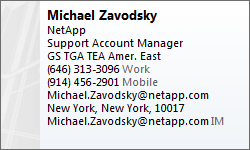 Michael Zavodsky
NetApp
Support Account Manager
GS TGA TEA Amer. East
(646) 313-3096 Work
(914) 456-2901 Mobile
Michael.Zavodsky@netapp.com
New York, New York, 10017
Michael.Zavodsky@netapp.com IM